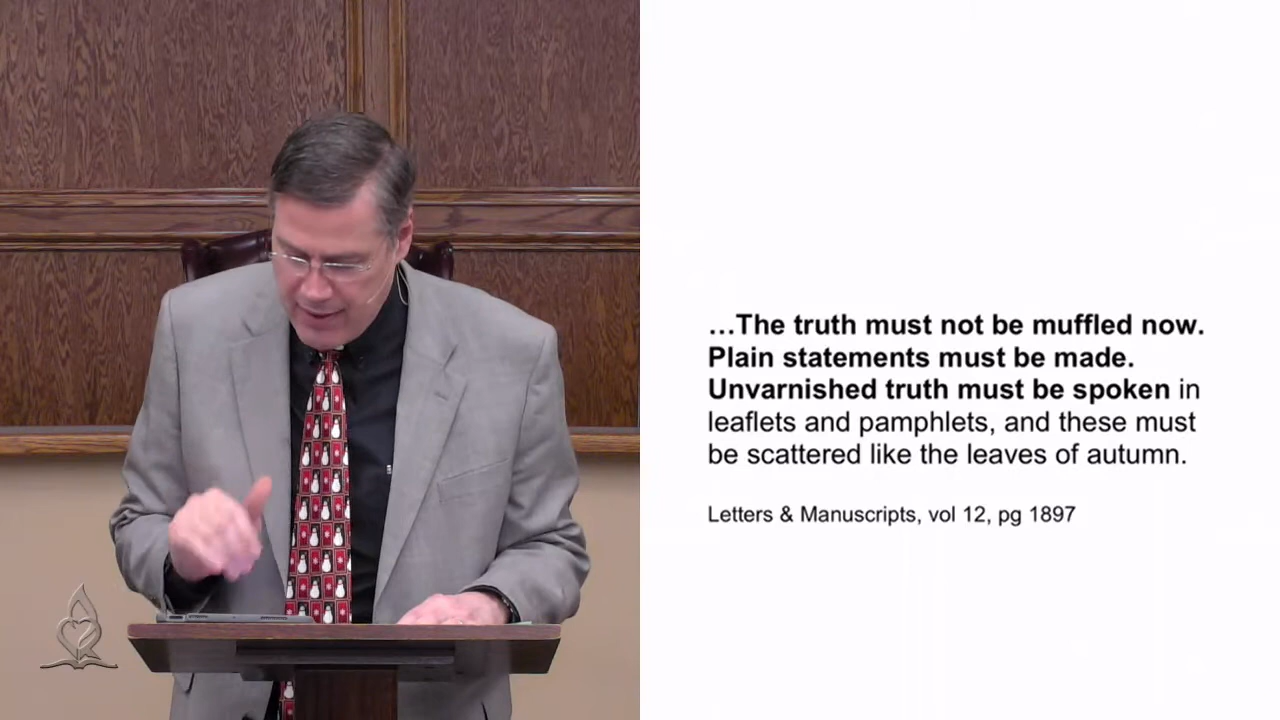 …The truth must not be muffled now.
Plain statements must be made.
Unvarnished truth must be spoken in
leaflets and pamphlets, and these must
be scattered like the leaves of autumn.
Letters & Manuscripts, vol 12, pg 1897